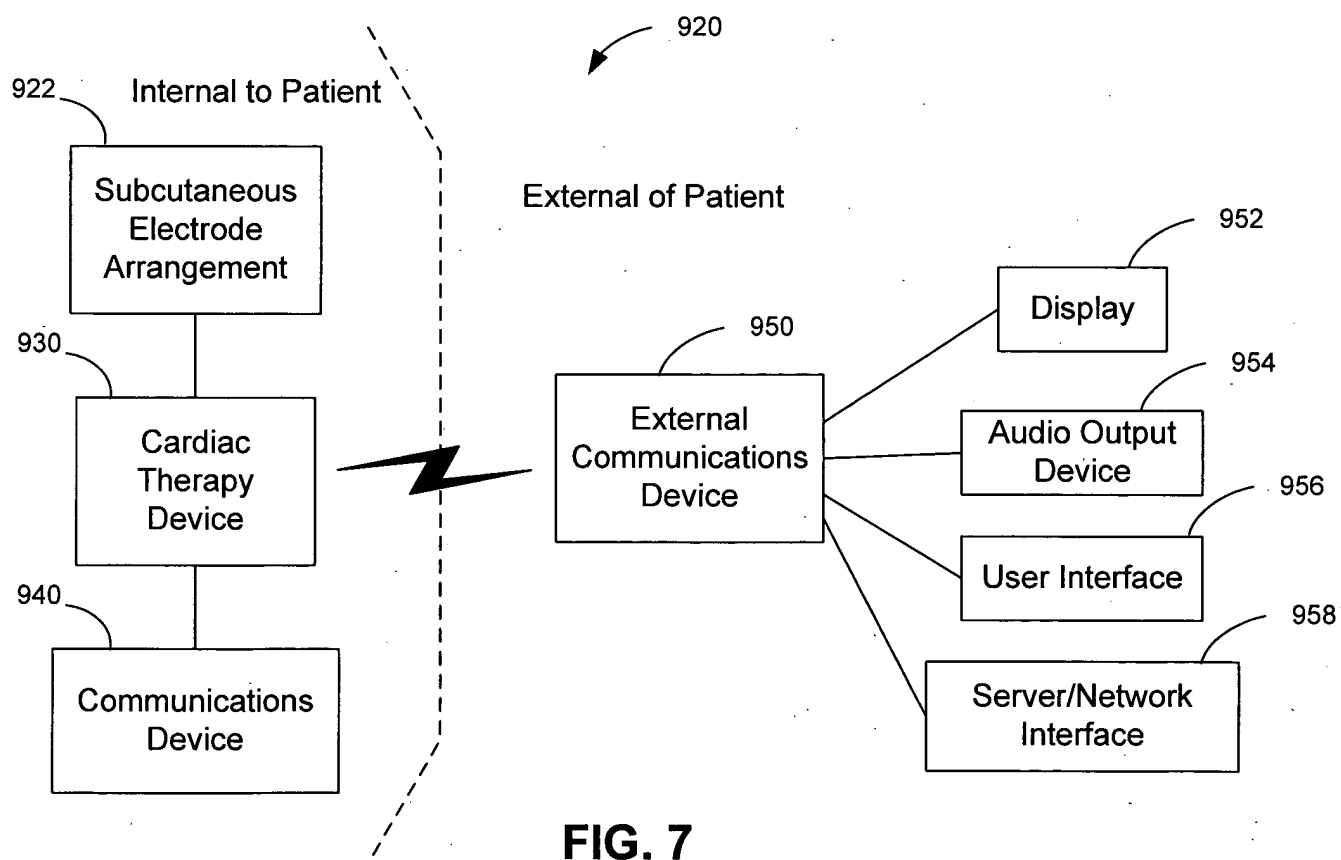 920
922
Internal to Patient
Subcutaneous
Electrode
Arrangement
External of Patient
952
Display
930
Cardiac
Therapy
Device
950
External
Communications
Device
954
Audio Output
Device
956
User Interface
940
Communications
Device
958
Server/Network
Interface
FIG. 7